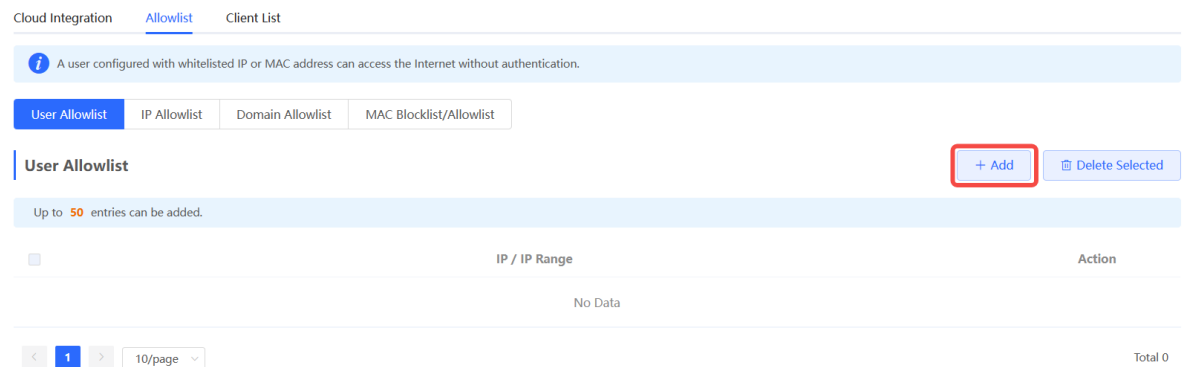 Cloud Integration Allowlist Client List
A user configured with whitelisted IP or MAC address can access the Internet without authentication.
User Allowlist IP Allowlist Domain Allowlist MAC Blocklist/Allowlist
User Allowlist + Add Delete Selected
Up to 50 entries can be added.
IP / IP Range Action
No Data
< 1 > 10/page Total 0